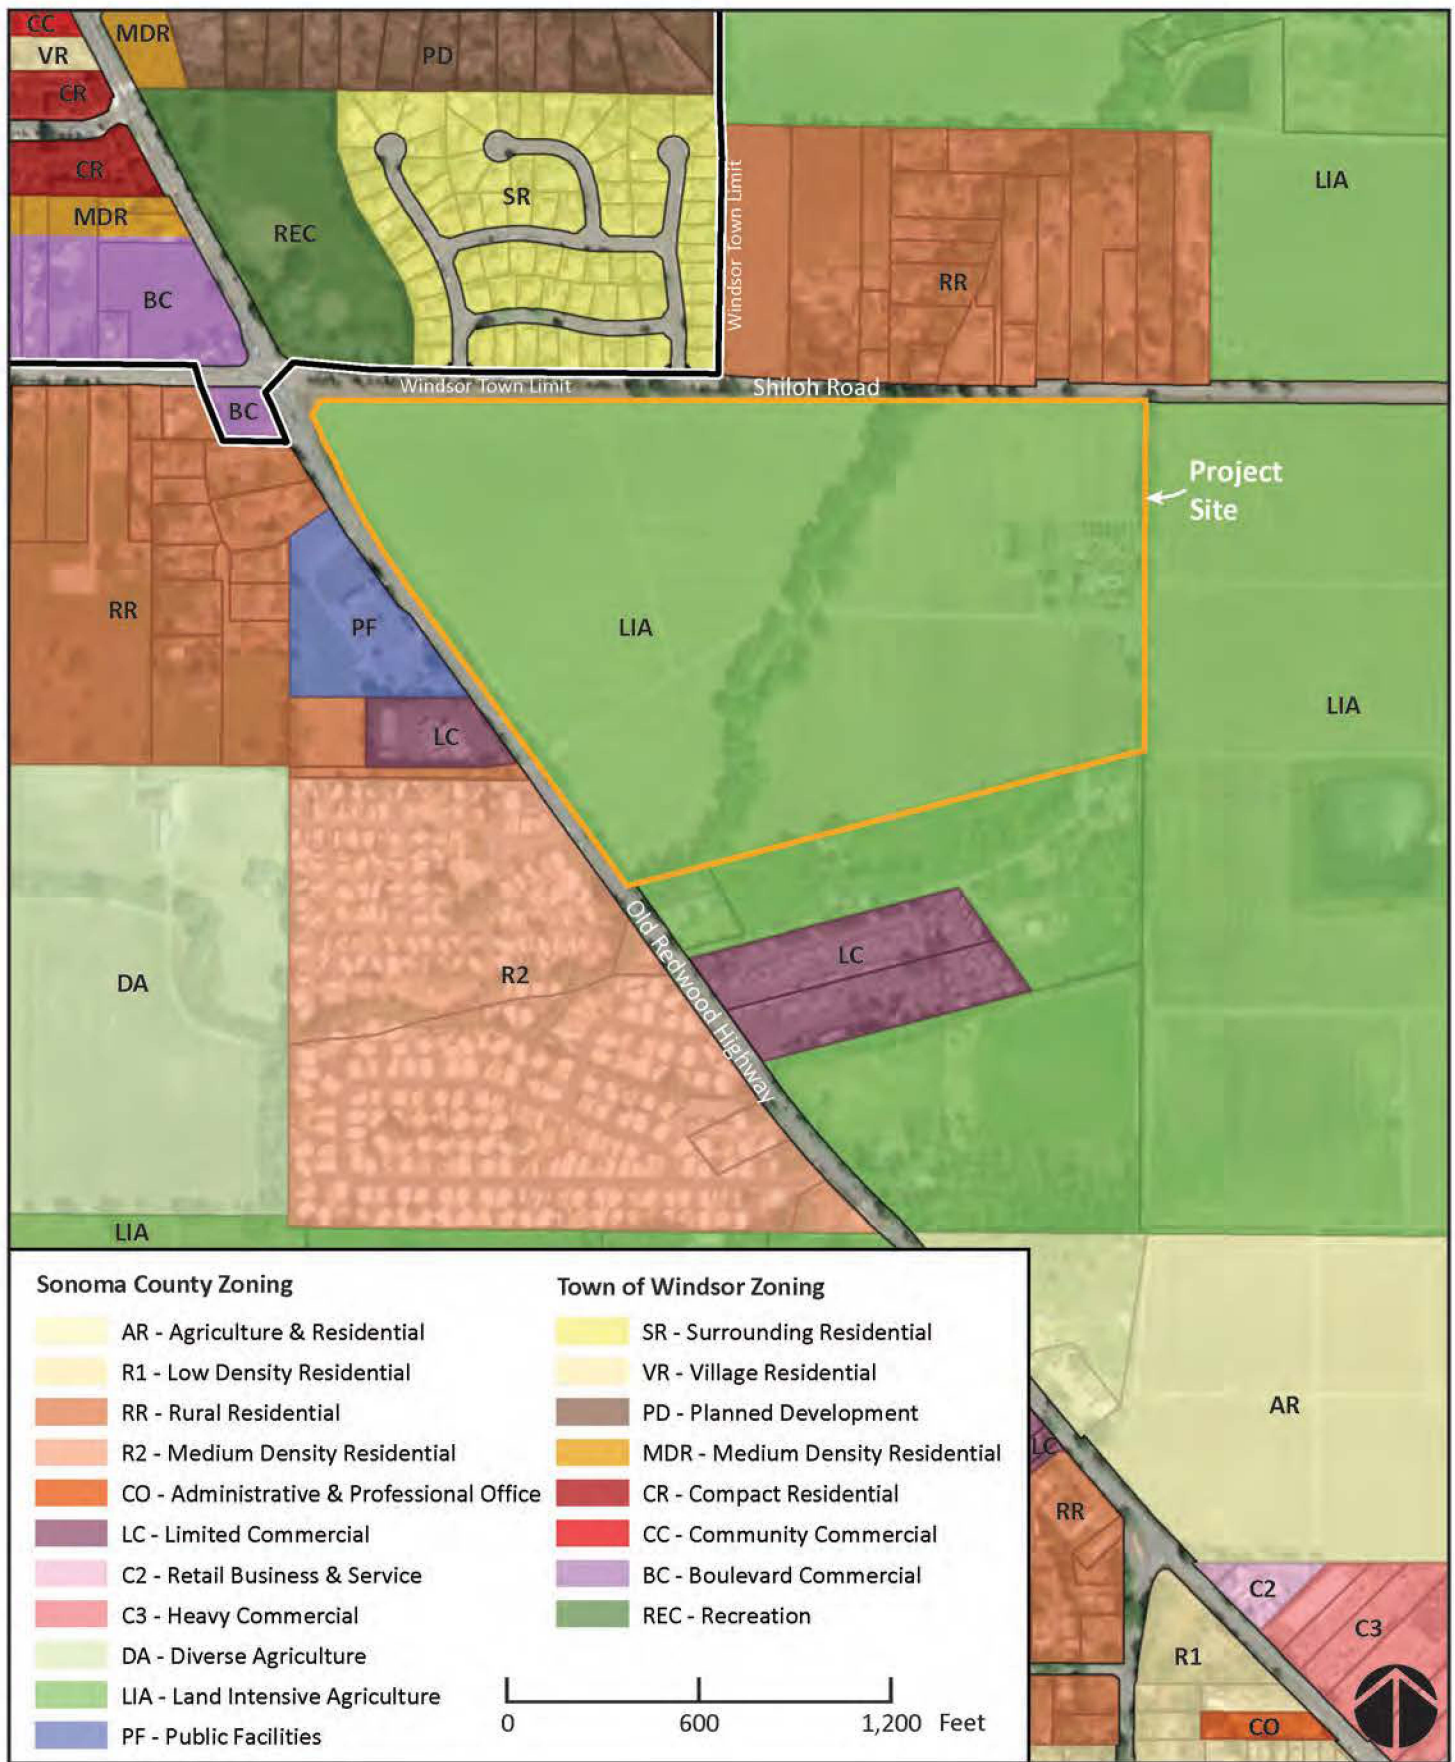 CC
MDR
VR
PD
CR
CR
MDR
REC
SR
BC
Windsor Town Limit
LIA
RR
Windsor Town Limit
Shiloh Road
BC
Project
Site
RR
PF
LIA
LC
LIA
DA
R2
LC
Old Redwood Highway
LIA
Sonoma County Zoning
AR - Agriculture & Residential
R1 - Low Density Residential
RR - Rural Residential
R2 - Medium Density Residential
CO - Administrative & Professional Office
LC - Limited Commercial
C2 - Retail Business & Service
C3 - Heavy Commercial
DA - Diverse Agriculture
LIA - Land Intensive Agriculture
PF - Public Facilities
Town of Windsor Zoning
SR - Surrounding Residential
VR - Village Residential
PD - Planned Development
MDR - Medium Density Residential
CR - Compact Residential
CC - Community Commercial
BC - Boulevard Commercial
REC - Recreation
0 600 1,200 Feet
AR
LC
RR
C2
C3
R1
CO